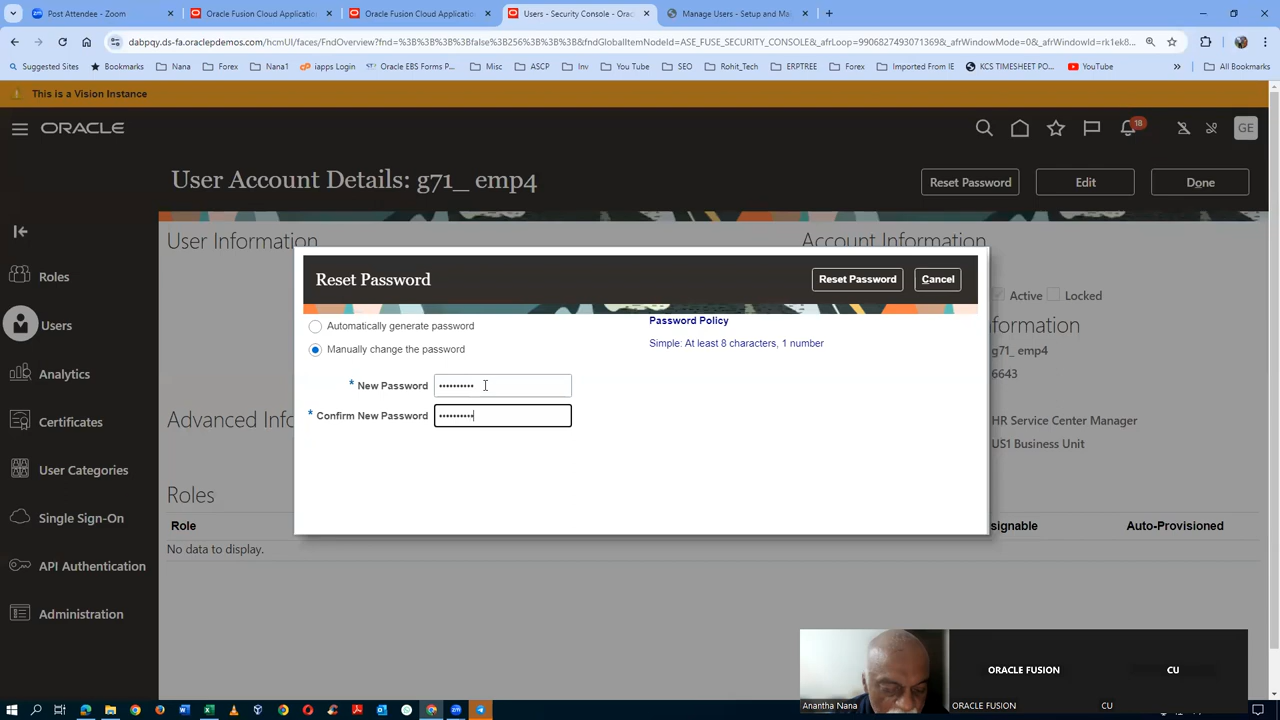 Post Attendee - Zoom
Oracle Fusion Cloud Application
Oracle Fusion Cloud Application
Users - Security Console - Orac
Manage Users - Setup and Main
dabpqy.ds-fa.oraclepdemos.com/hcmUI/faces/FndOverview?fnd=%3B%3B%3B%3Bfalse%3B256%3B%3B%3B&fndGlobalItemNodeId=ASE_FUSE_SECURITY_CONSOLE&_afrLoop=9906827493071369&_afrWindowMode=0&_afrWindowId=rk1ek8...
Suggested Sites Bookmarks Nana Forex Nana1 iapps Login Oracle EBS Forms P... Misc ASCP Inv You Tube SEO Rohit_Tech ERPTREE Forex Imported From IE KCS TIMESHEET PO... YouTube » All Bookmarks
This is a Vision Instance
ORACLE
18
GE
User Account Details: g71_ emp4
Reset Password
Edit
Done
User Information
Account Information
Reset Password
Reset Password
Cancel
Roles
Active
Locked
Automatically generate password
Password Policy
Users
Manually change the password
Simple: At least 8 characters, 1 number
g71_ emp4
Analytics
6643
* New Password ••••••••••
* Confirm New Password ••••••••••
Certificates
HR Service Center Manager
US1 Business Unit
User Categories
Roles
Single Sign-On
Role
Auto-Provisioned
No data to display.
API Authentication
Administration
ORACLE FUSION
CU
Anantha Nana
ORACLE FUSION
CU